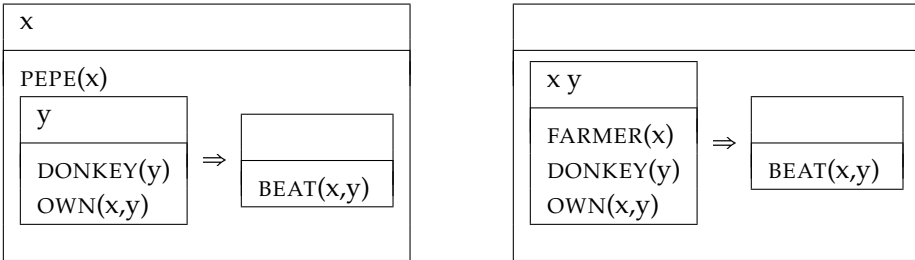 x
PEPE(x)
y
DONKEY(y)
OWN(x,y)
⇒
BEAT(x,y)
x y
FARMER(x)
DONKEY(y)
OWN(x,y)
⇒
BEAT(x,y)